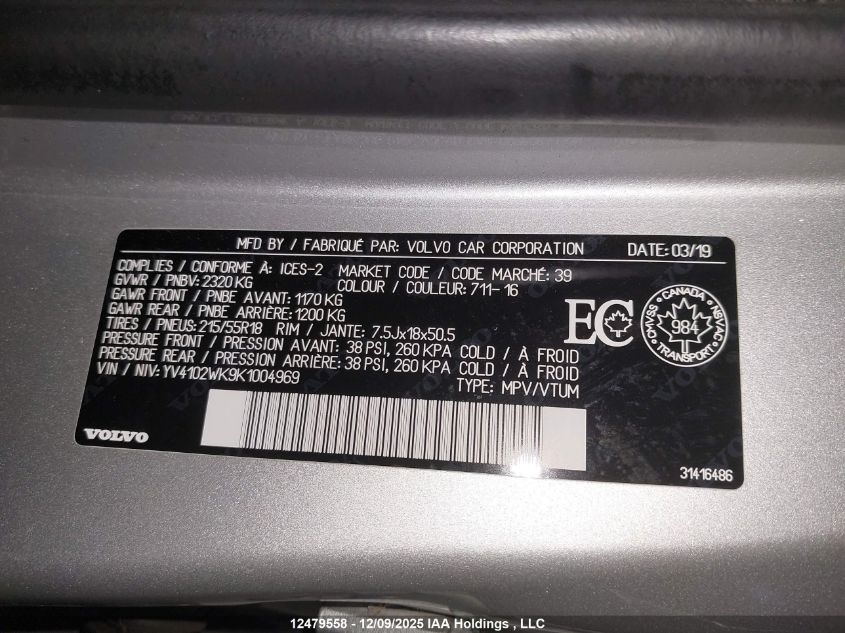 MFD BY / FABRIQUÉ PAR: VOLVO CAR CORPORATION DATE: 03/19
COMPLIES / CONFORME À: ICES-2 MARKET CODE / CODE MARCHÉ: 39
GVWR / PNBV: 2320 KG COLOUR / COULEUR: 711-16
GAWR FRONT / PNBE AVANT: 1170 KG
GAWR REAR / PNBE ARRIÈRE: 1200 KG
TIRES / PNEUS: 215/55R18 RIM / JANTE: 7.5Jx18x50.5
PRESSURE FRONT / PRESSION AVANT: 38 PSI, 260 KPA COLD / À FROID
PRESSURE REAR / PRESSION ARRIÈRE: 38 PSI, 260 KPA COLD / À FROID
VIN / NIV: YV4102WK9K1004969 TYPE: MPV/VTUM
EC
CANADA
CMVSS NSVAC
984
TRANSPORT
VOLVO
31416486
12479558 - 12/09/2025 IAA Holdings , LLC